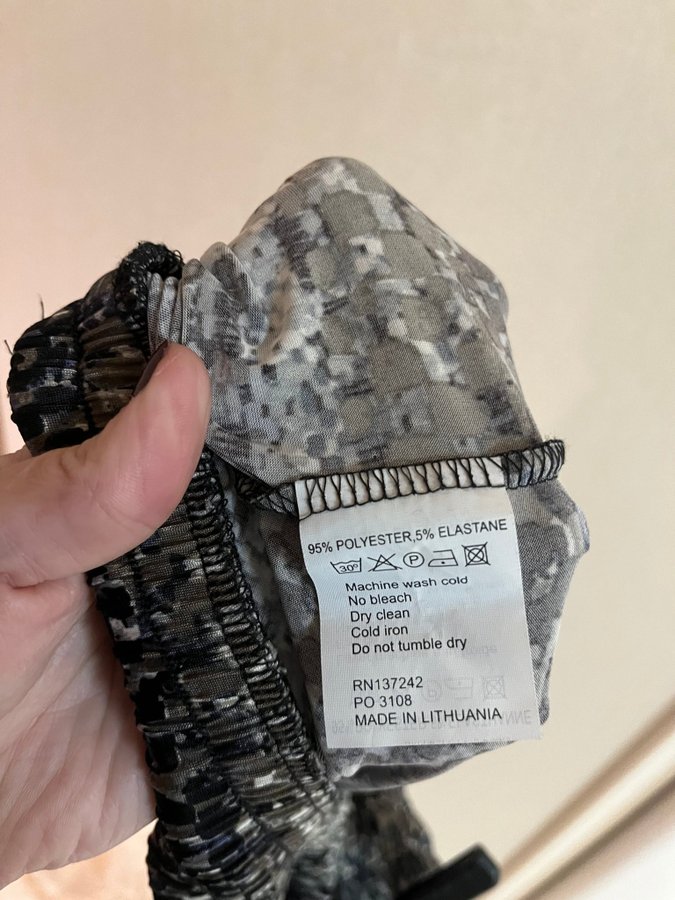 95% POLYESTER,5% ELASTANE
30° P
Machine wash cold
No bleach
Dry clean
Cold iron
Do not tumble dry
RN137242
PO 3108
MADE IN LITHUANIA